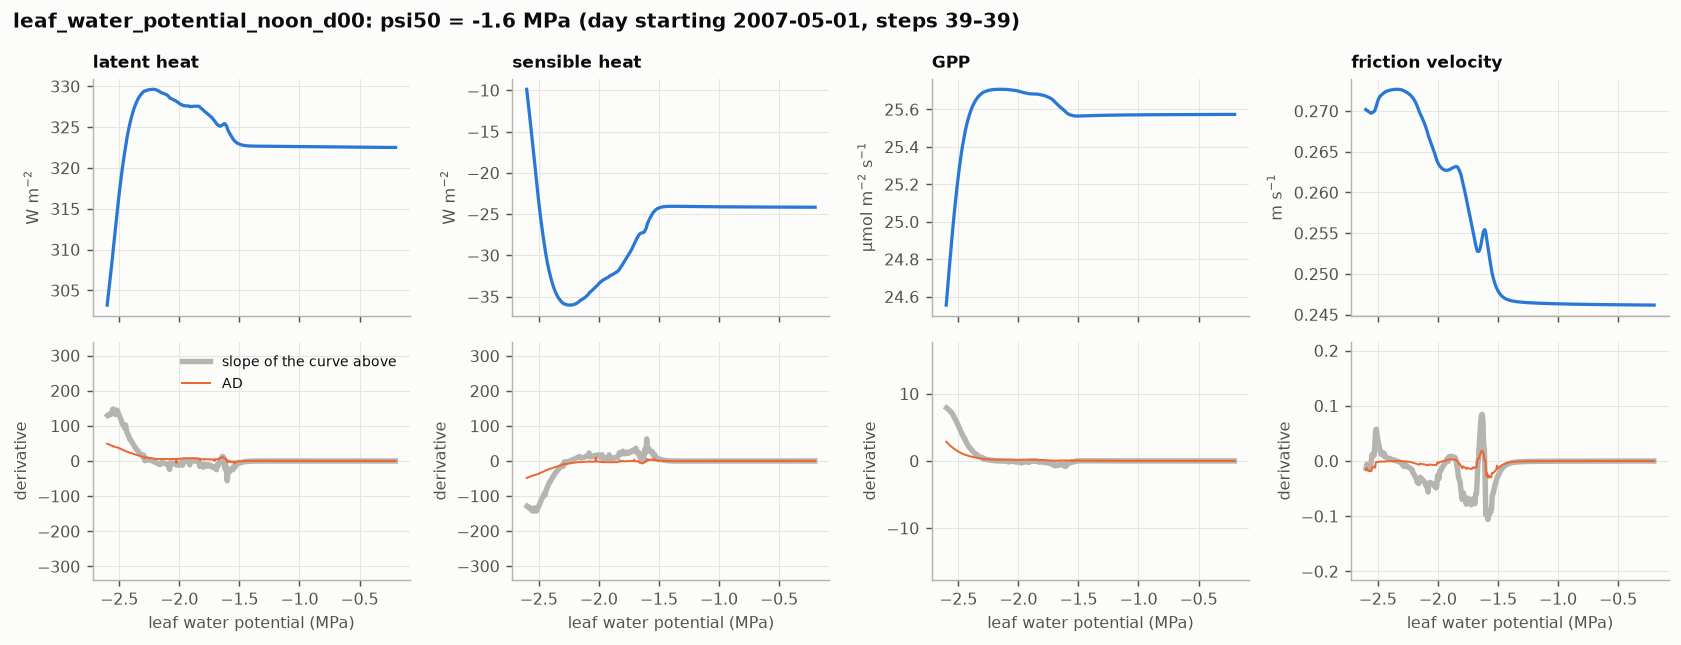 leaf_water_potential_noon_d00: psi50 = -1.6 MPa (day starting 2007-05-01, steps 39–39)
latent heat
sensible heat
GPP
friction velocity
W m⁻²
330
325
320
315
310
305
W m⁻²
−10
−15
−20
−25
−30
−35
μmol m⁻² s⁻¹
25.6
25.4
25.2
25.0
24.8
24.6
m s⁻¹
0.270
0.265
0.260
0.255
0.250
0.245
slope of the curve above
AD
derivative
300
200
100
0
−100
−200
−300
−2.5 −2.0 −1.5 −1.0 −0.5
leaf water potential (MPa)
derivative
300
200
100
0
−100
−200
−300
−2.5 −2.0 −1.5 −1.0 −0.5
leaf water potential (MPa)
derivative
10
0
−10
−2.5 −2.0 −1.5 −1.0 −0.5
leaf water potential (MPa)
derivative
0.2
0.1
0.0
−0.1
−0.2
−2.5 −2.0 −1.5 −1.0 −0.5
leaf water potential (MPa)